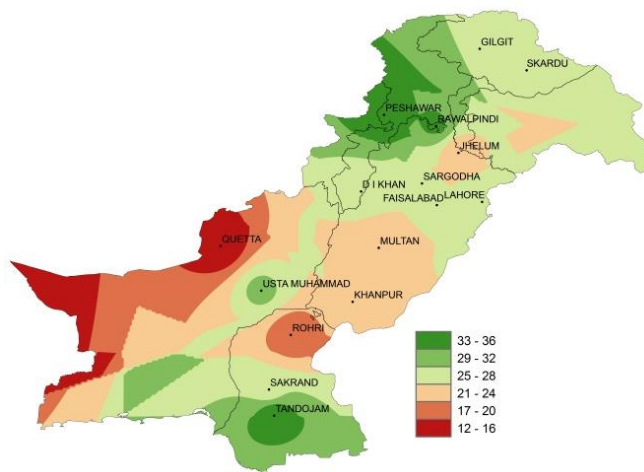 GILGIT
SKARDU
PESHAWAR
RAWALPINDI
JHELUM
SARGODHA
D I KHAN
FAISALABAD
LAHORE
QUETTA
MULTAN
USTA MUHAMMAD
KHANPUR
ROHRI
SAKRAND
TANDOJAM
33 - 36
29 - 32
25 - 28
21 - 24
17 - 20
12 - 16